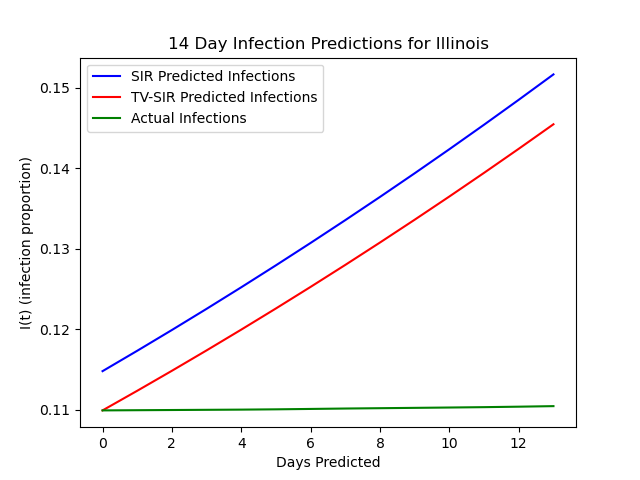 14 Day Infection Predictions for Illinois
SIR Predicted Infections
TV-SIR Predicted Infections
Actual Infections
I(t) (infection proportion)
0.15
0.14
0.13
0.12
0.11
0 2 4 6 8 10 12
Days Predicted